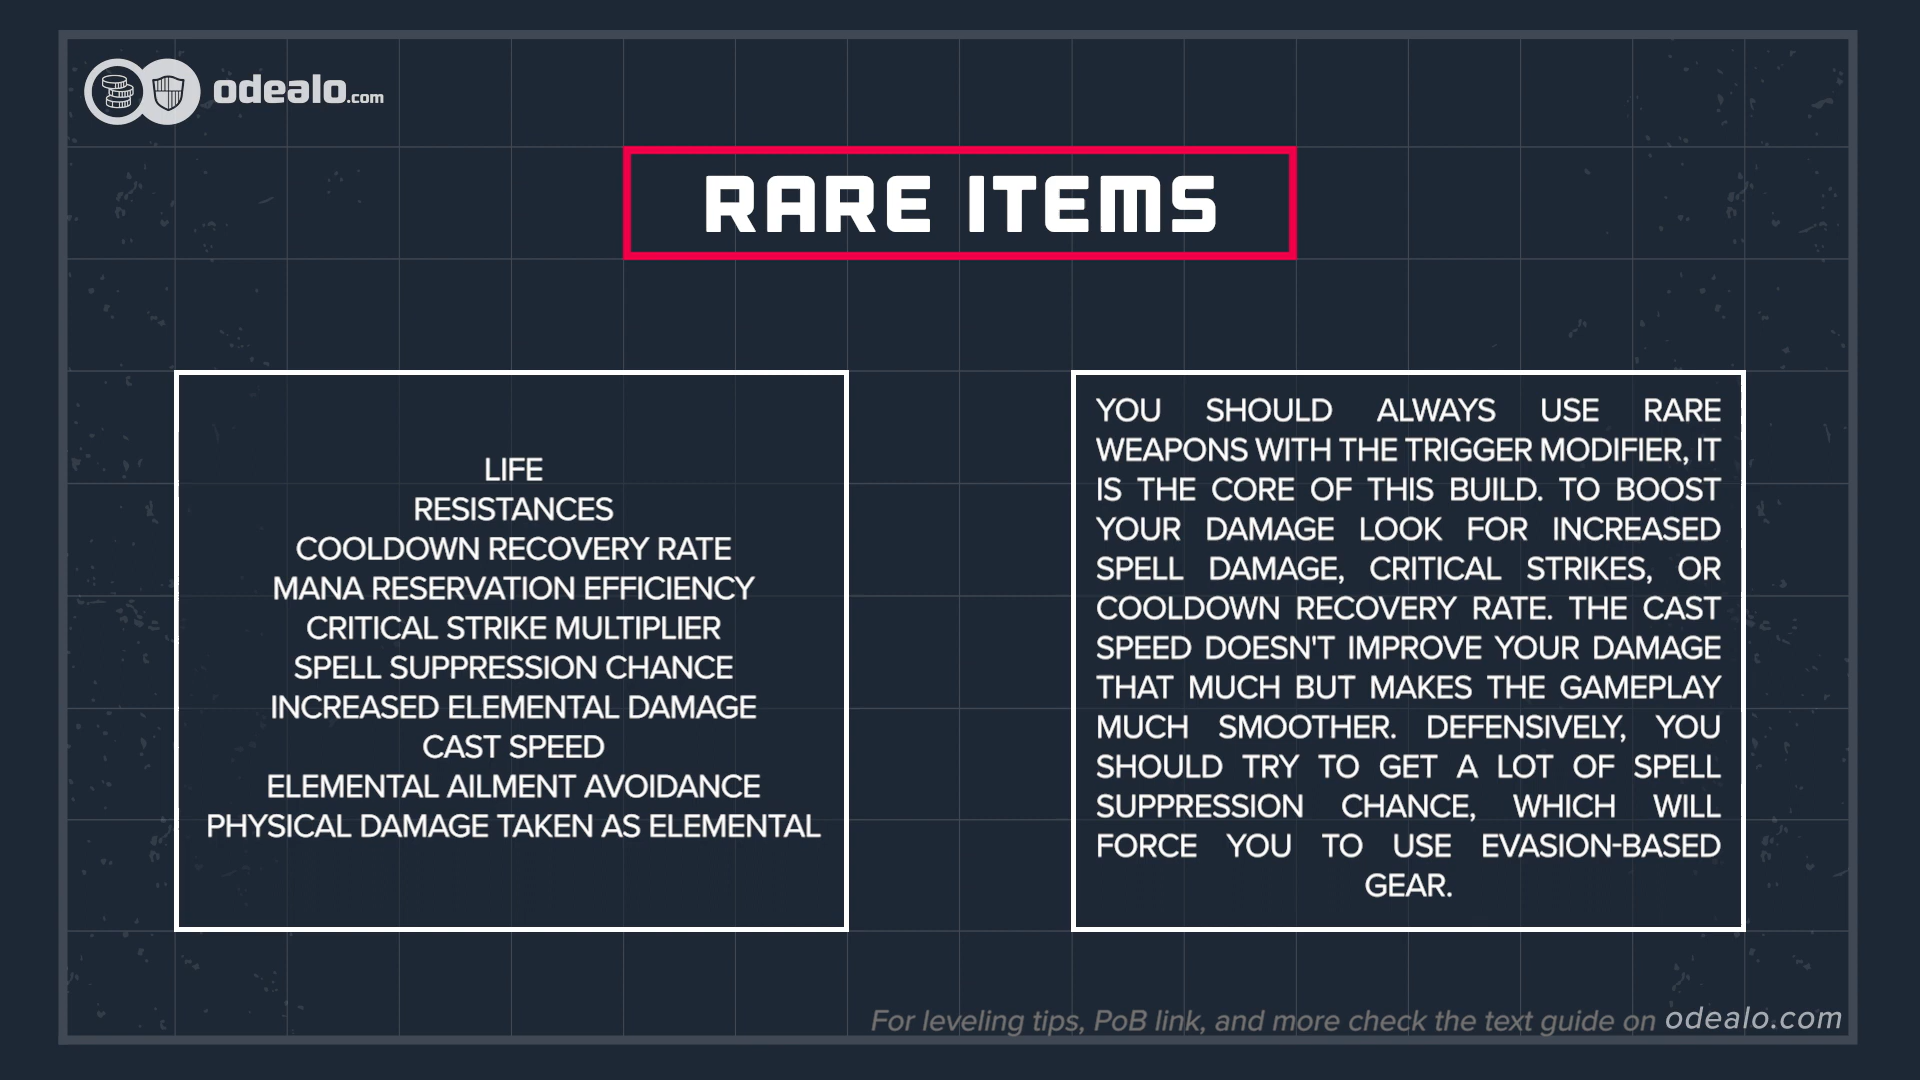 odealo.com
RARE ITEMS
LIFE
RESISTANCES
COOLDOWN RECOVERY RATE
MANA RESERVATION EFFICIENCY
CRITICAL STRIKE MULTIPLIER
SPELL SUPPRESSION CHANCE
INCREASED ELEMENTAL DAMAGE
CAST SPEED
ELEMENTAL AILMENT AVOIDANCE
PHYSICAL DAMAGE TAKEN AS ELEMENTAL
YOU SHOULD ALWAYS USE RARE
WEAPONS WITH THE TRIGGER MODIFIER, IT
IS THE CORE OF THIS BUILD. TO BOOST
YOUR DAMAGE LOOK FOR INCREASED
SPELL DAMAGE, CRITICAL STRIKES, OR
COOLDOWN RECOVERY RATE. THE CAST
SPEED DOESN'T IMPROVE YOUR DAMAGE
THAT MUCH BUT MAKES THE GAMEPLAY
MUCH SMOOTHER. DEFENSIVELY, YOU
SHOULD TRY TO GET A LOT OF SPELL
SUPPRESSION CHANCE, WHICH WILL
FORCE YOU TO USE EVASION-BASED
GEAR.
For leveling tips, PoB link, and more check the text guide on odealo.com